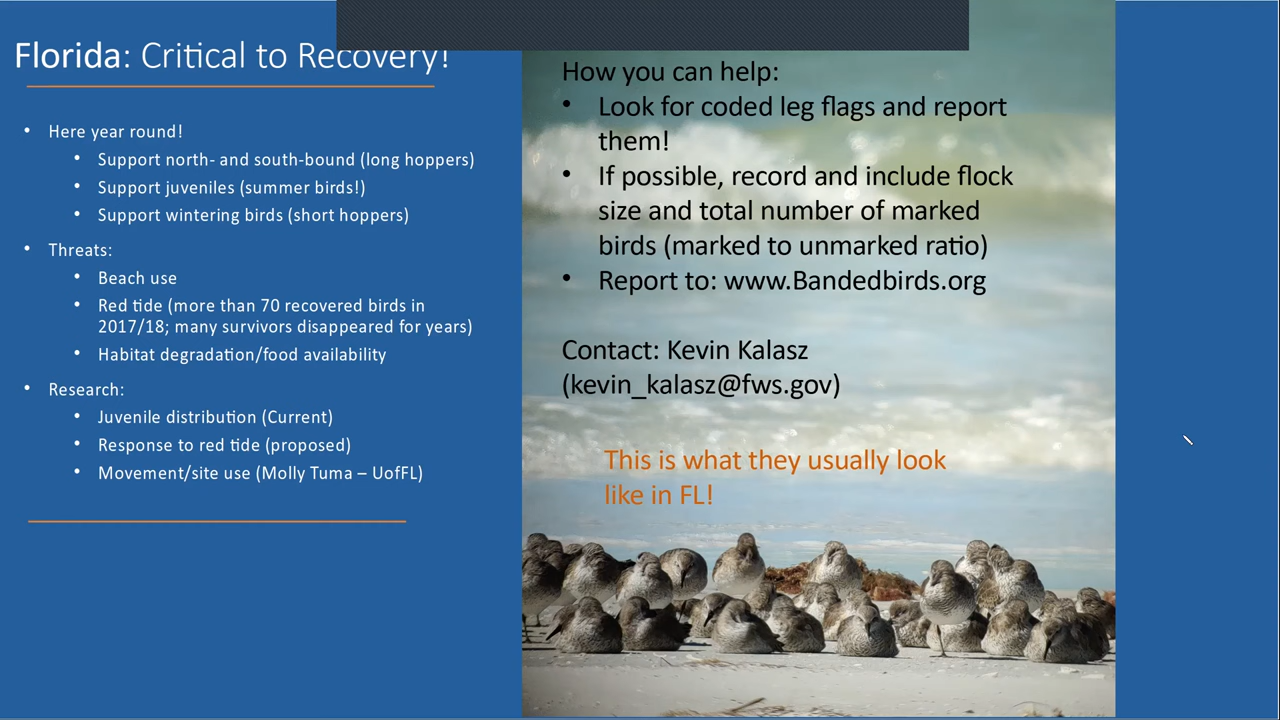 Florida: Critical to Recovery!
• Here year round!
• Support north- and south-bound (long hoppers)
• Support juveniles (summer birds!)
• Support wintering birds (short hoppers)
• Threats:
• Beach use
• Red tide (more than 70 recovered birds in
2017/18; many survivors disappeared for years)
• Habitat degradation/food availability
• Research:
• Juvenile distribution (Current)
• Response to red tide (proposed)
• Movement/site use (Molly Tuma – UofFL)
How you can help:
• Look for coded leg flags and report
them!
• If possible, record and include flock
size and total number of marked
birds (marked to unmarked ratio)
• Report to: www.Bandedbirds.org
Contact: Kevin Kalasz
(kevin_kalasz@fws.gov)
This is what they usually look
like in FL!